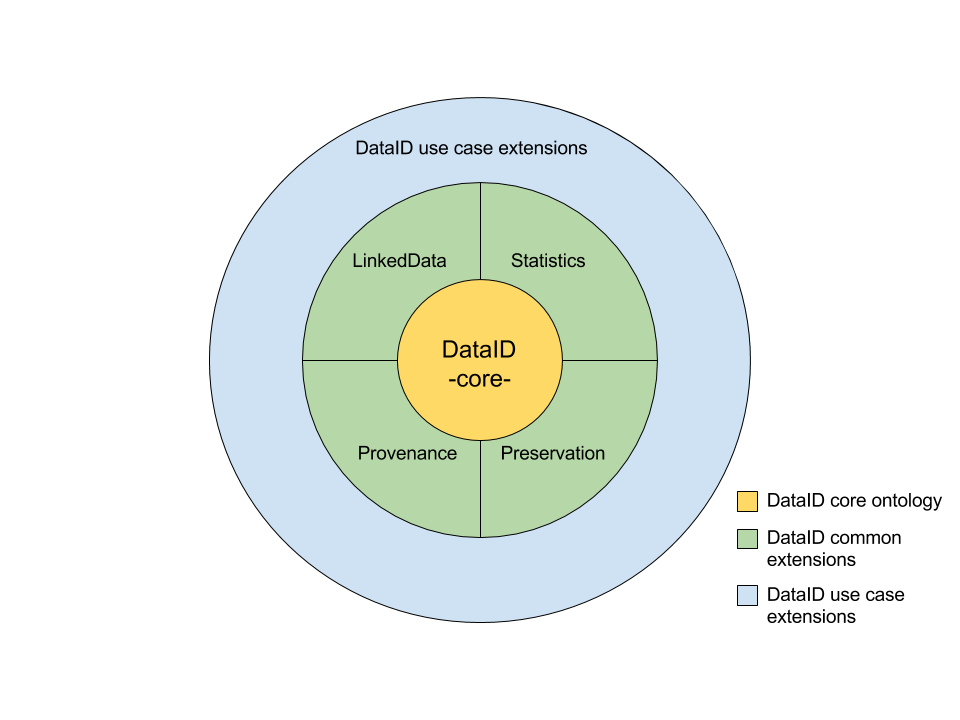 DataID use case extensions
LinkedData
Statistics
DataID
-core-
Provenance
Preservation
DataID core ontology
DataID common
extensions
DataID use case
extensions